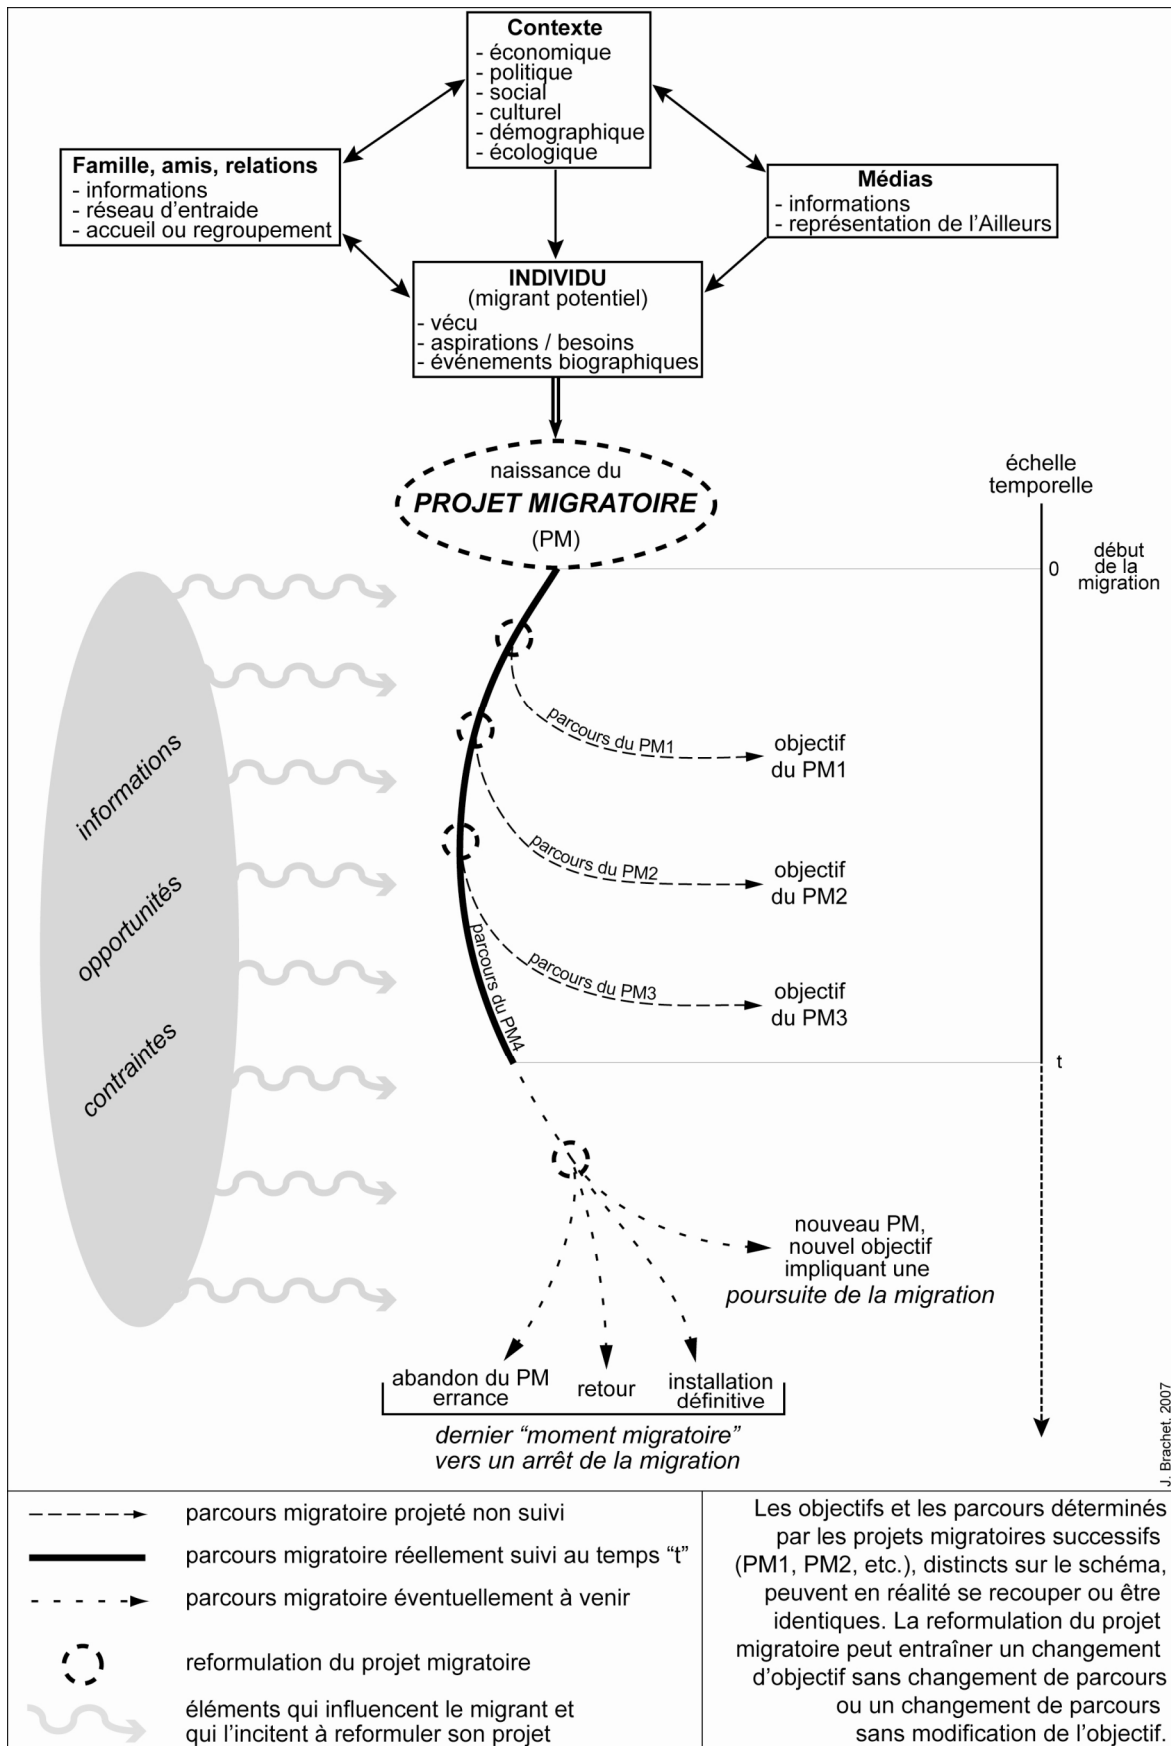 Contexte
- économique
- politique
- social
- culturel
- démographique
- écologique
Famille, amis, relations
- informations
- réseau d'entraide
- accueil ou regroupement
Médias
- informations
- représentation de l'Ailleurs
INDIVIDU
(migrant potentiel)
- vécu
- aspirations / besoins
- événements biographiques
naissance du
PROJET MIGRATOIRE
(PM)
échelle
temporelle
0
début
de la
migration
informations
opportunités
contraintes
parcours du PM1
objectif
du PM1
parcours du PM2
objectif
du PM2
parcours du PM3
objectif
du PM3
parcours du PM4
t
nouveau PM,
nouvel objectif
impliquant une
poursuite de la migration
abandon du PM
errance
retour
installation
définitive
dernier “moment migratoire”
vers un arrêt de la migration
J. Brachet, 2007
parcours migratoire projeté non suivi
parcours migratoire réellement suivi au temps “t”
parcours migratoire éventuellement à venir
reformulation du projet migratoire
éléments qui influencent le migrant et
qui l'incitent à reformuler son projet
Les objectifs et les parcours déterminés
par les projets migratoires successifs
(PM1, PM2, etc.), distincts sur le schéma,
peuvent en réalité se recouper ou être
identiques. La reformulation du projet
migratoire peut entraîner un changement
d'objectif sans changement de parcours
ou un changement de parcours
sans modification de l'objectif.